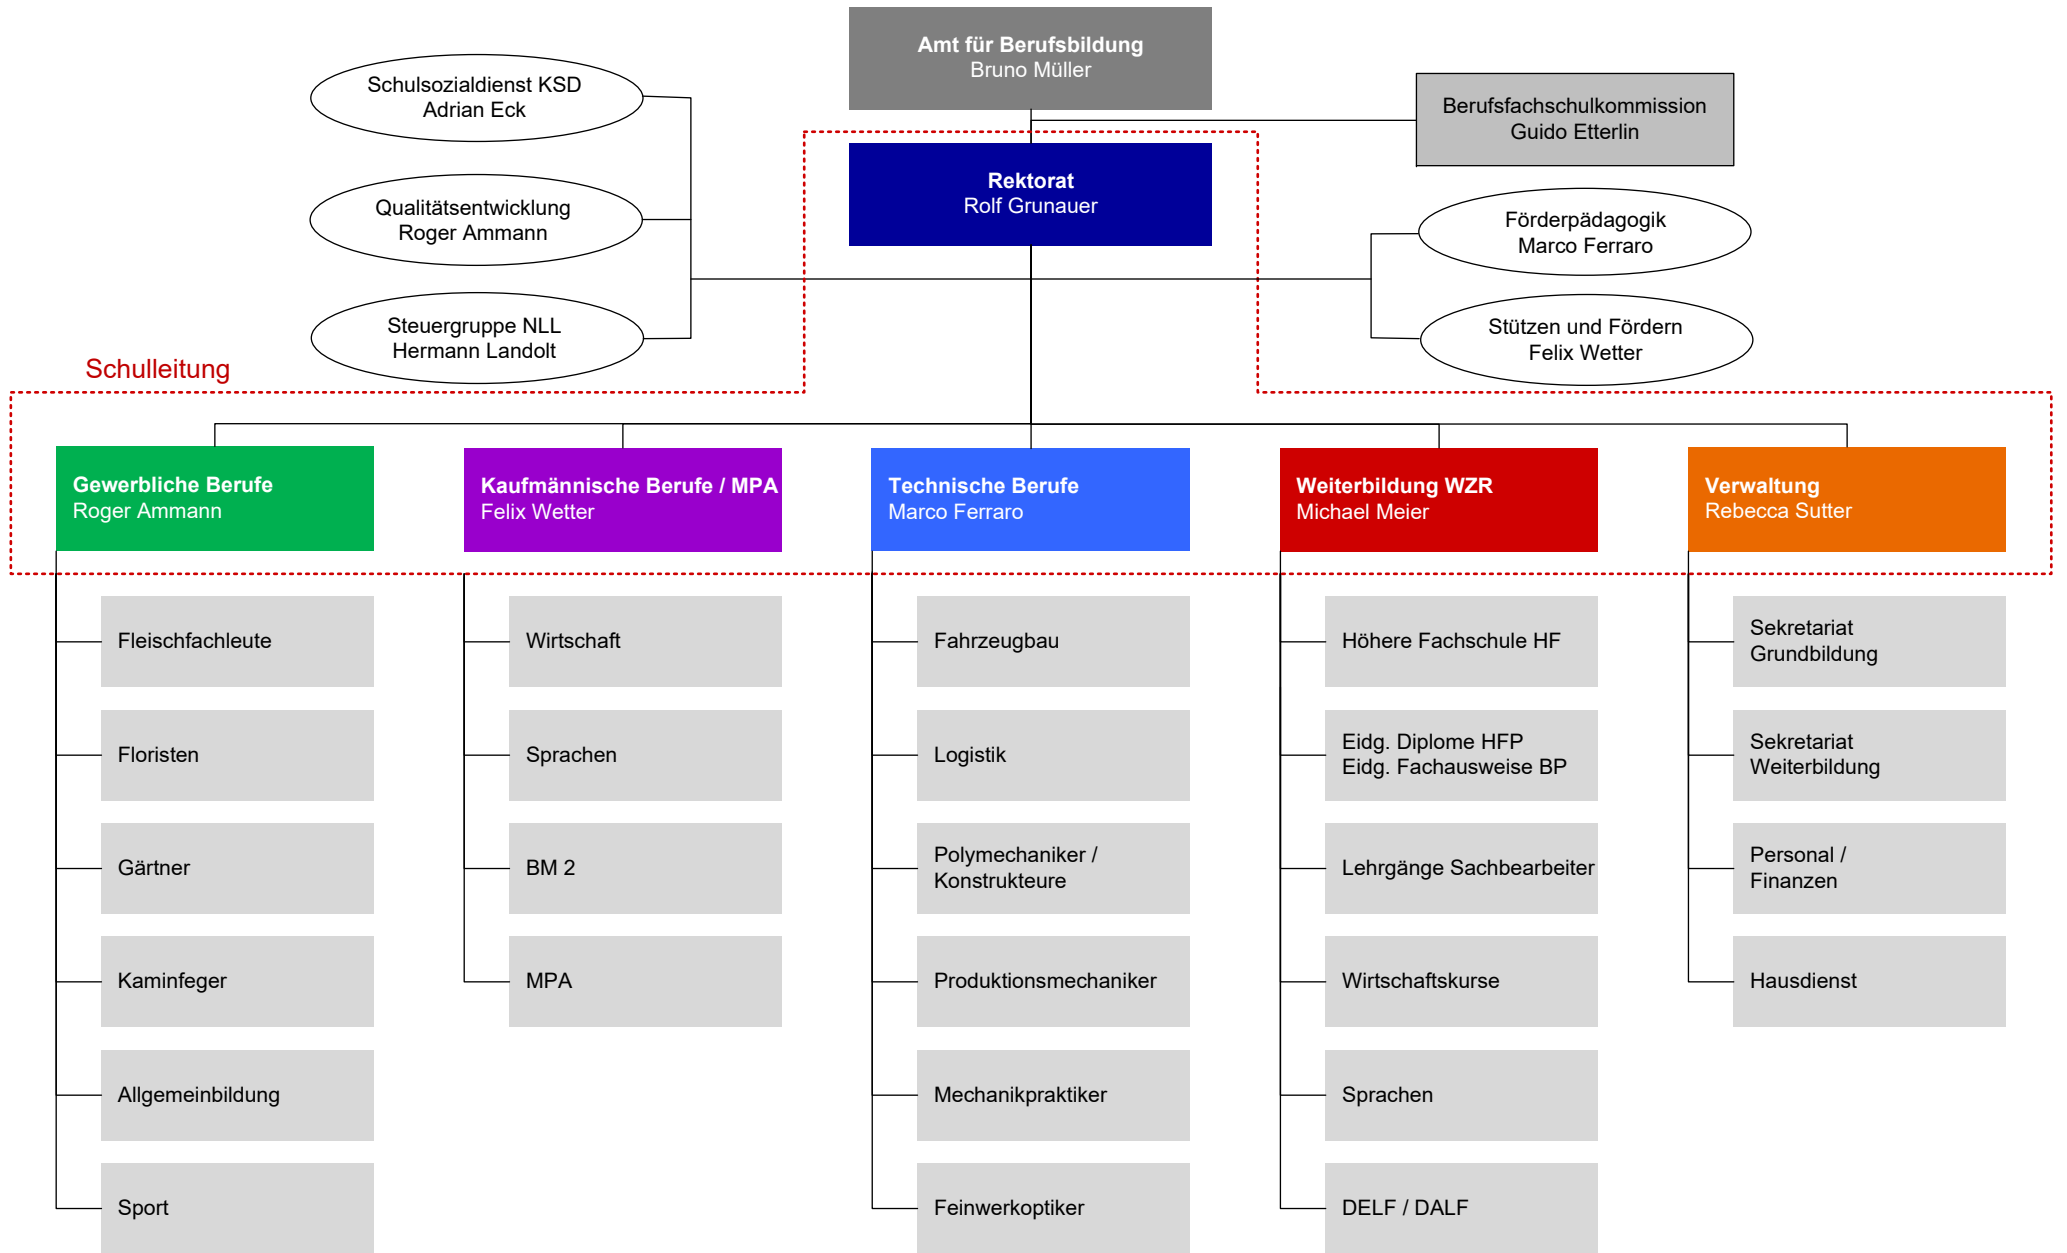 Amt für Berufsbildung
Bruno Müller
Schulsozialdienst KSD
Adrian Eck
Berufsfachschulkommission
Guido Etterlin
Rektorat
Rolf Grunauer
Qualitätsentwicklung
Roger Ammann
Förderpädagogik
Marco Ferraro
Steuergruppe NLL
Hermann Landolt
Stützen und Fördern
Felix Wetter
Schulleitung
Gewerbliche Berufe
Roger Ammann
Fleischfachleute
Floristen
Gärtner
Kaminfeger
Allgemeinbildung
Sport
Kaufmännische Berufe / MPA
Felix Wetter
Wirtschaft
Sprachen
BM 2
MPA
Technische Berufe
Marco Ferraro
Fahrzeugbau
Logistik
Polymechaniker /
Konstrukteure
Produktionsmechaniker
Mechanikpraktiker
Feinwerkoptiker
Weiterbildung WZR
Michael Meier
Höhere Fachschule HF
Eidg. Diplome HFP
Eidg. Fachausweise BP
Lehrgänge Sachbearbeiter
Wirtschaftskurse
Sprachen
DELF / DALF
Verwaltung
Rebecca Sutter
Sekretariat
Grundbildung
Sekretariat
Weiterbildung
Personal /
Finanzen
Hausdienst